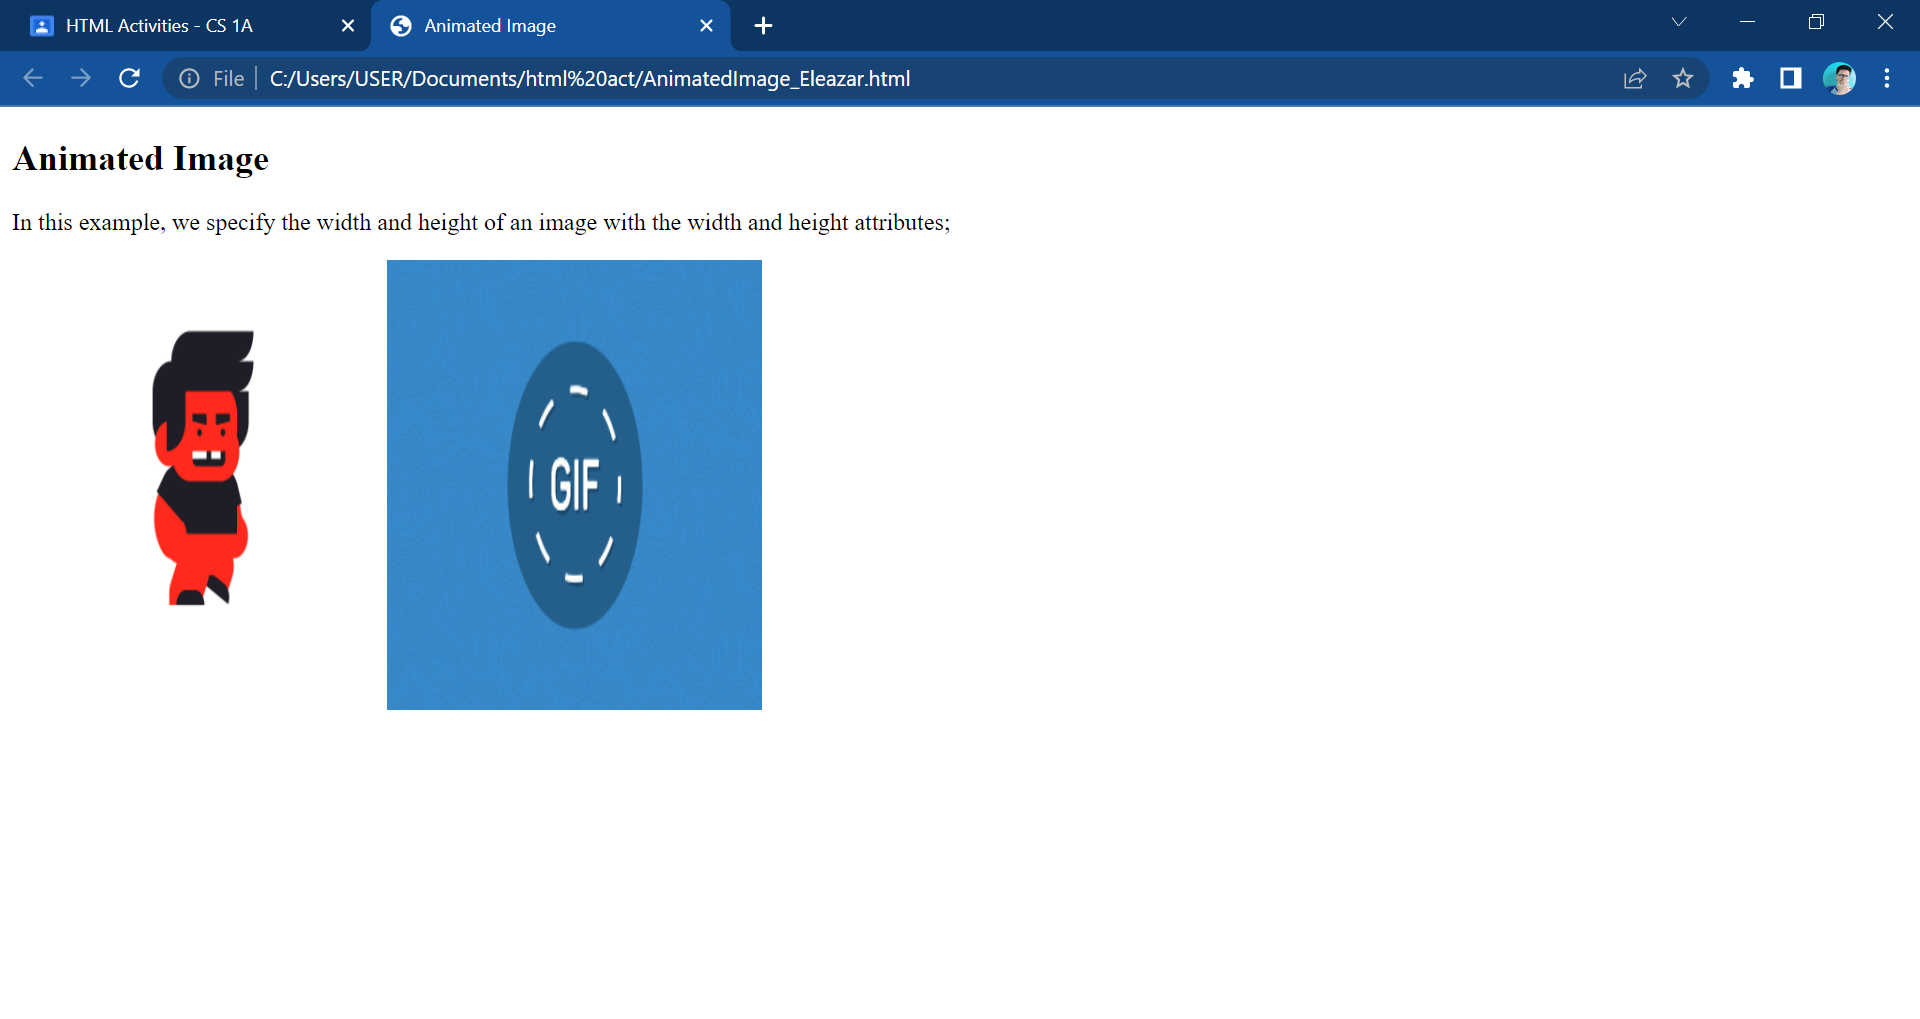 HTML Activities - CS 1A
Animated Image
File
C:/Users/USER/Documents/html%20act/AnimatedImage_Eleazar.html
Animated Image
In this example, we specify the width and height of an image with the width and height attributes;
GIF